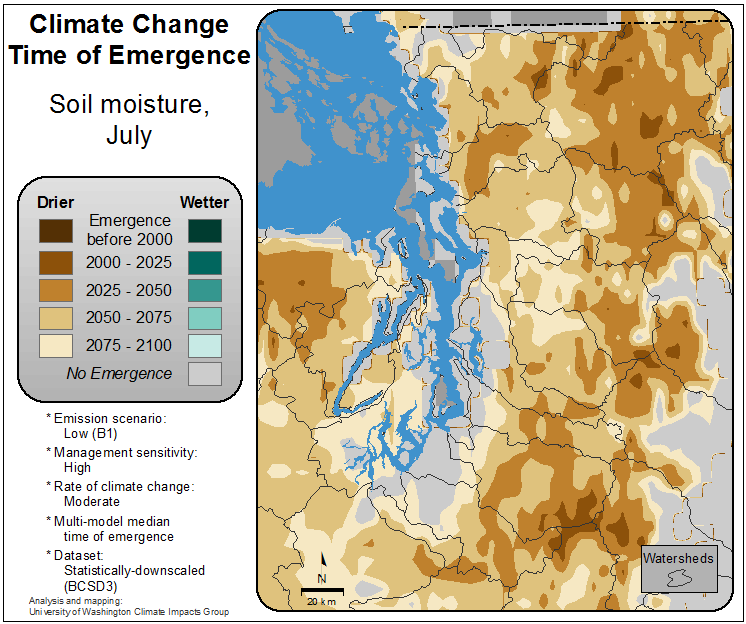 Climate Change
Time of Emergence
Soil moisture,
July
Drier Wetter
Emergence
before 2000
2000 - 2025
2025 - 2050
2050 - 2075
2075 - 2100
No Emergence
* Emission scenario:
Low (B1)
* Management sensitivity:
High
* Rate of climate change:
Moderate
* Multi-model median
time of emergence
* Dataset:
Statistically-downscaled
(BCSD3)
Analysis and mapping:
University of Washington Climate Impacts Group
N
20 km
Watersheds